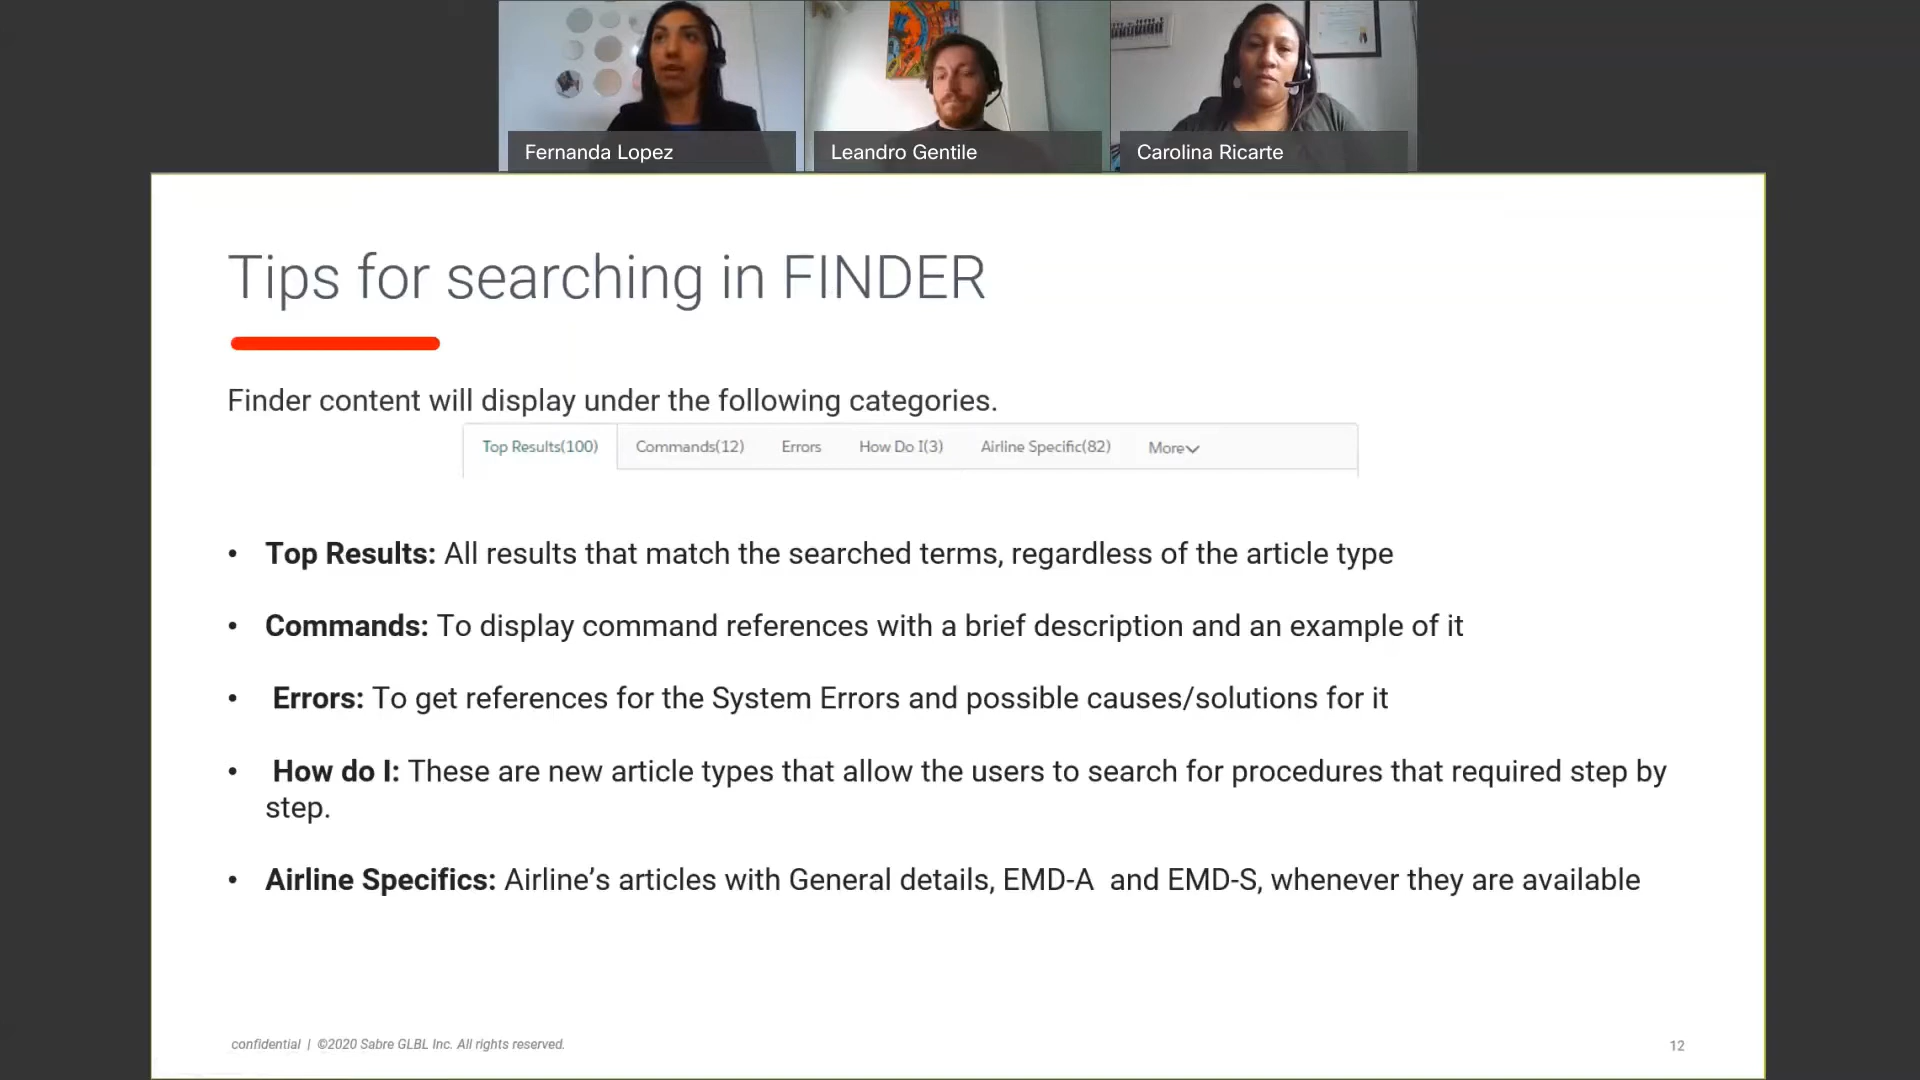 Fernanda Lopez
Leandro Gentile
Carolina Ricarte
Tips for searching in FINDER
Finder content will display under the following categories.
Top Results(100) Commands(12) Errors How Do I(3) Airline Specific(82) More
• Top Results: All results that match the searched terms, regardless of the article type
• Commands: To display command references with a brief description and an example of it
• Errors: To get references for the System Errors and possible causes/solutions for it
• How do I: These are new article types that allow the users to search for procedures that required step by
step.
• Airline Specifics: Airline’s articles with General details, EMD-A and EMD-S, whenever they are available
confidential | ©2020 Sabre GLBL Inc. All rights reserved.
12